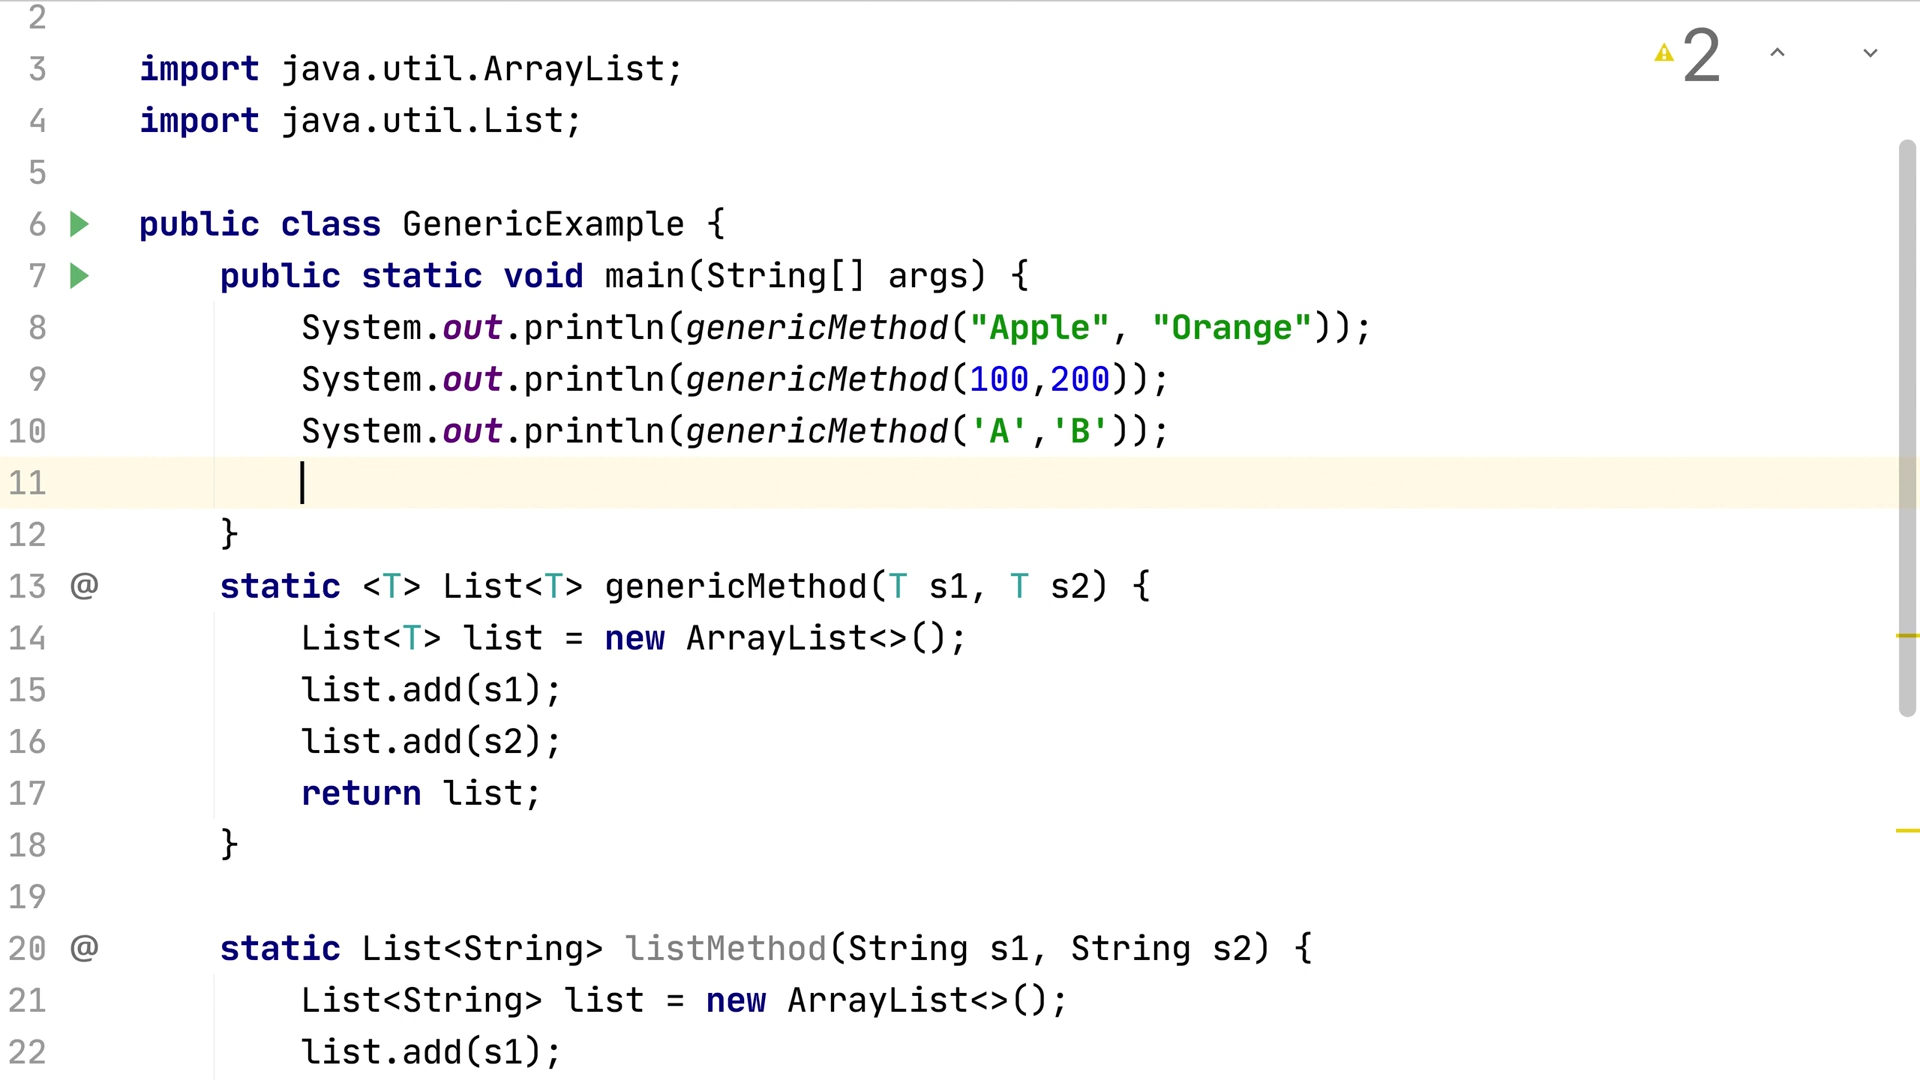 2
3 import java.util.ArrayList;
4 import java.util.List;
5
6 public class GenericExample {
7 public static void main(String[] args) {
8 System.out.println(genericMethod("Apple", "Orange"));
9 System.out.println(genericMethod(100,200));
10 System.out.println(genericMethod('A','B'));
11
12 }
13 @ static <T> List<T> genericMethod(T s1, T s2) {
14 List<T> list = new ArrayList<>();
15 list.add(s1);
16 list.add(s2);
17 return list;
18 }
19
20 @ static List<String> listMethod(String s1, String s2) {
21 List<String> list = new ArrayList<>();
22 list.add(s1);
2